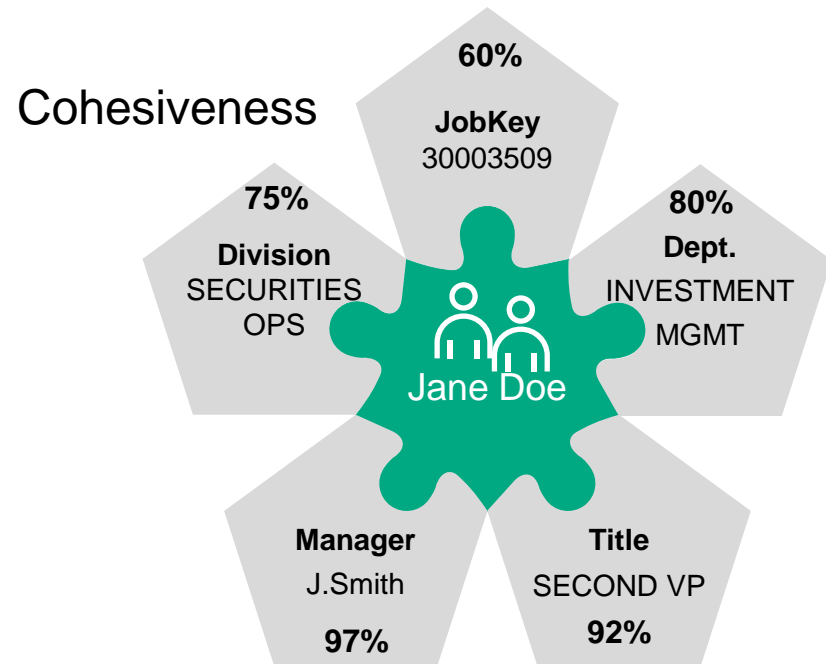 Cohesiveness
60%
JobKey
30003509
75%
Division
SECURITIES
OPS
80%
Dept.
INVESTMENT
MGMT
Jane Doe
Manager
J.Smith
97%
Title
SECOND VP
92%